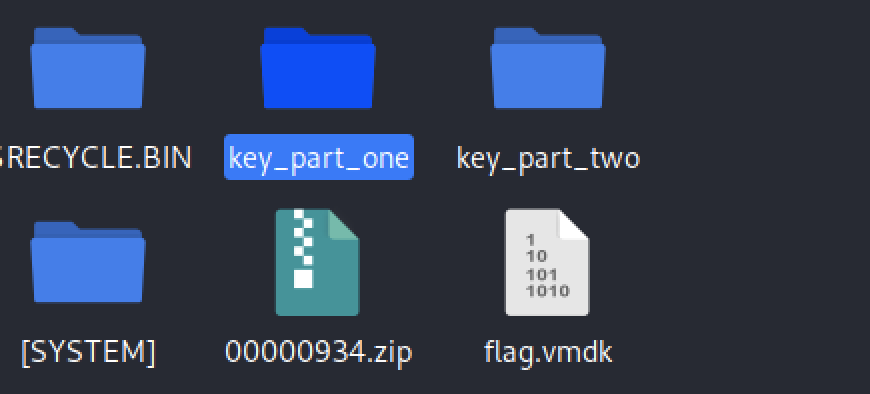 $RECYCLE.BIN
key_part_one
key_part_two
1
10
101
1010
[SYSTEM]
00000934.zip
flag.vmdk